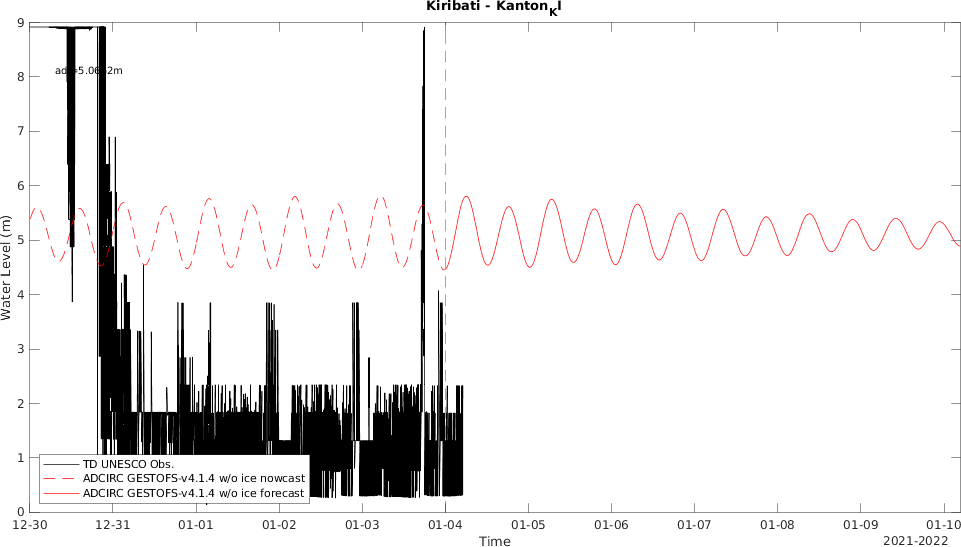 Kiribati - KantonKI
9
8
7
6
5
4
3
2
1
0
Water Level (m)
TD UNESCO Obs.
ADCIRC GESTOFS-v4.1.4 w/o ice nowcast
ADCIRC GESTOFS-v4.1.4 w/o ice forecast
12-30 12-31 01-01 01-02 01-03 01-04 01-05 01-06 01-07 01-08 01-09 01-10
Time
2021-2022